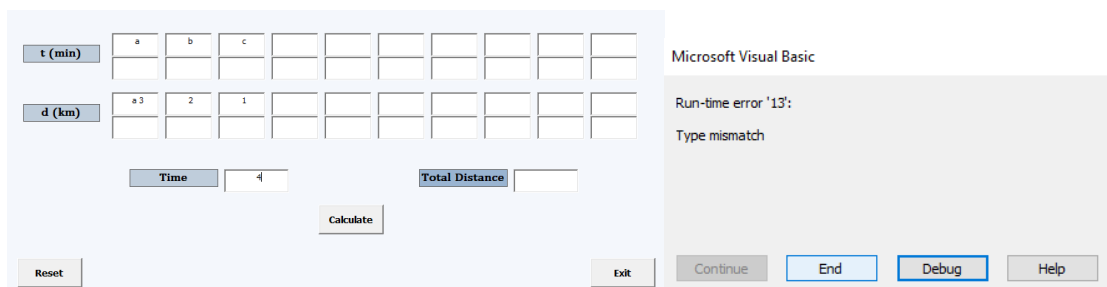 t (min)
a b c
d (km)
a 3 2 1
Time 4 Total Distance
Calculate
Reset Exit
Microsoft Visual Basic
Run-time error '13':
Type mismatch
Continue End Debug Help